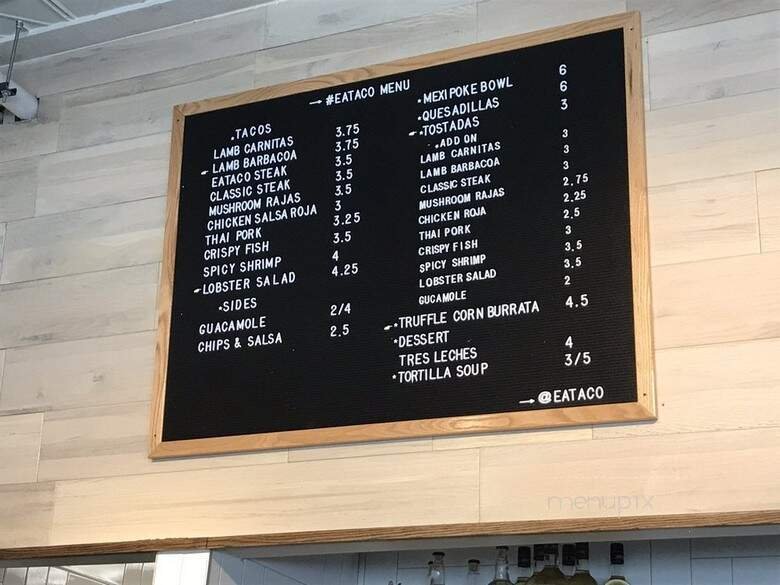 → #EATACO MENU
•TACOS
LAMB CARNITAS 3.75
☛ LAMB BARBACOA 3.75
EATACO STEAK 3.5
CLASSIC STEAK 3.5
MUSHROOM RAJAS 3.5
CHICKEN SALSA ROJA 3
THAI PORK 3.25
CRISPY FISH 3.5
SPICY SHRIMP 4
☛LOBSTER SALAD 4.25
•SIDES
GUACAMOLE 2/4
CHIPS & SALSA 2.5
•MEXI POKE BOWL 6
•QUESADILLAS 6
☛•TOSTADAS 3
•ADD ON
LAMB CARNITAS 3
LAMB BARBACOA 3
CLASSIC STEAK 3
MUSHROOM RAJAS 2.75
CHICKEN ROJA 2.25
THAI PORK 2.5
CRISPY FISH 3
SPICY SHRIMP 3.5
LOBSTER SALAD 3.5
GUCAMOLE 2
☛•TRUFFLE CORN BURRATA 4.5
•DESSERT
TRES LECHES 4
•TORTILLA SOUP 3/5
→ @EATACO
menupix